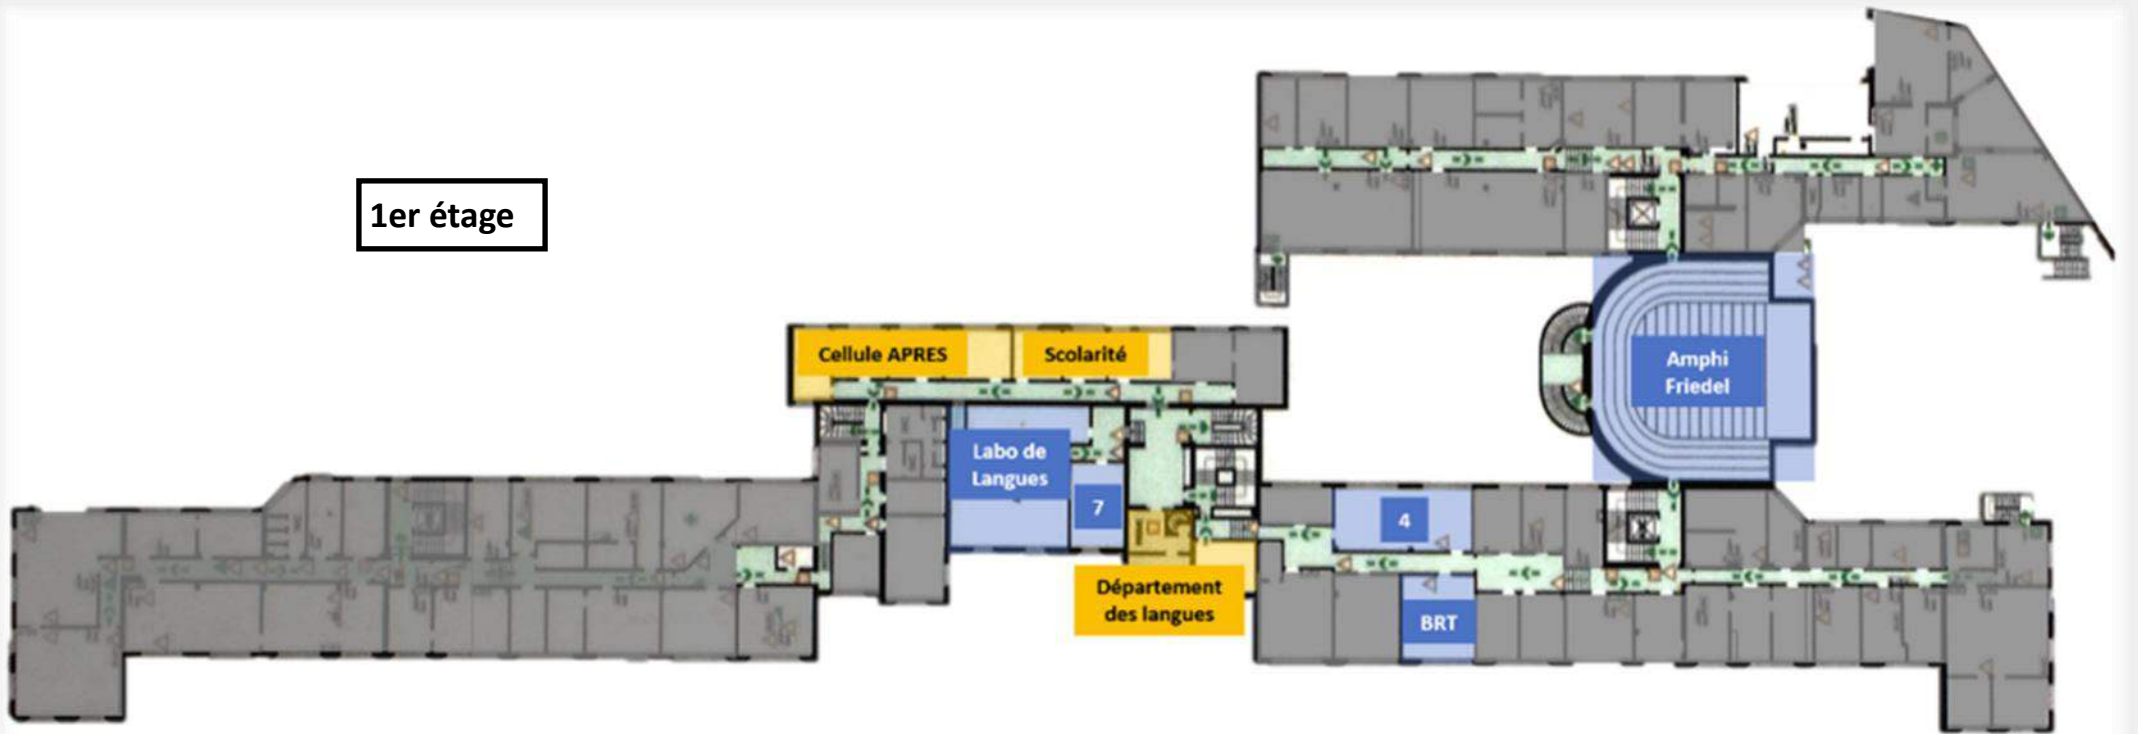 1er étage
Cellule APRES
Scolarité
Amphi
Friedel
Labo de
Langues
7
4
Département
des langues
BRT